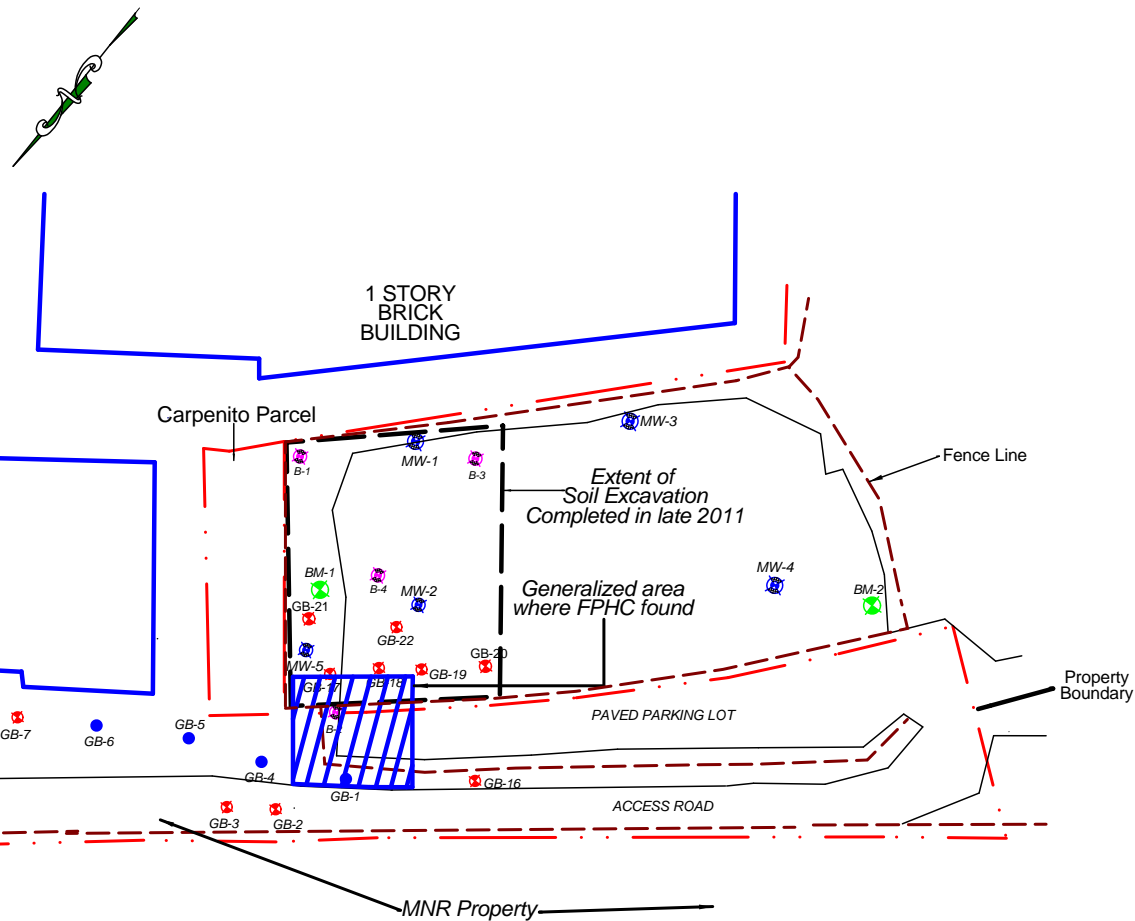 1 STORY
BRICK
BUILDING
Carpenito Parcel
MW-3
MW-1
B-1
B-3
Fence Line
Extent of
Soil Excavation
Completed in late 2011
BM-1
B-4
MW-2
MW-4
BM-2
Generalized area
where FPHC found
GB-21
GB-22
MW-5
GB-17
GB-18
GB-19
GB-20
Property
Boundary
PAVED PARKING LOT
B-2
GB-7
GB-6
GB-5
GB-4
GB-1
GB-16
GB-3
GB-2
ACCESS ROAD
MNR Property